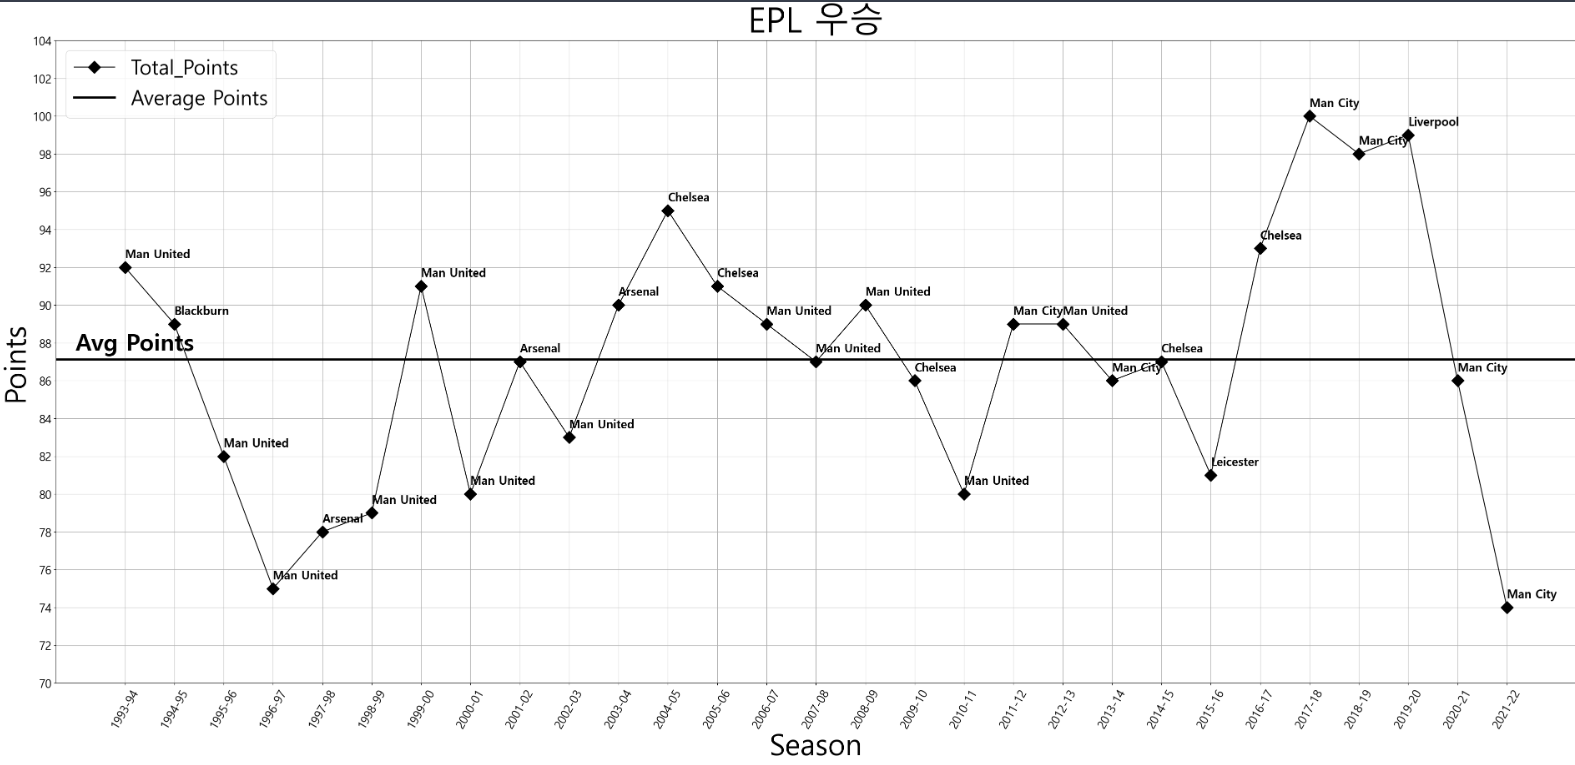 EPL 우승
Total_Points
Average Points
104
102
100
98
96
94
92
90
88
86
84
82
80
78
76
74
72
70
Points
Avg Points
Man United
Blackburn
Man United
Man United
Arsenal
Man United
Man United
Man United
Arsenal
Man United
Arsenal
Chelsea
Chelsea
Man United
Man United
Man United
Chelsea
Man United
Man City
Man United
Man City
Chelsea
Leicester
Chelsea
Man City
Man City
Liverpool
Man City
Man City
1993-94
1994-95
1995-96
1996-97
1997-98
1998-99
1999-00
2000-01
2001-02
2002-03
2003-04
2004-05
2005-06
2006-07
2007-08
2008-09
2009-10
2010-11
2011-12
2012-13
2013-14
2014-15
2015-16
2016-17
2017-18
2018-19
2019-20
2020-21
2021-22
Season